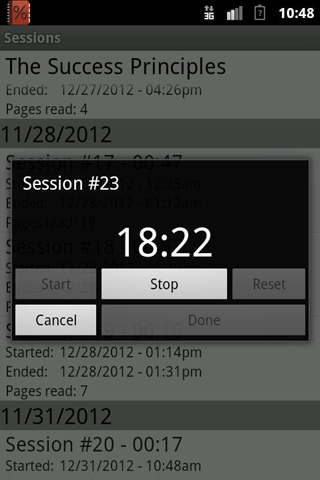 %
3G
?
10:48
Sessions
The Success Principles
Ended: 12/27/2012 - 04:26pm
Pages read: 4
11/28/2012
Session #17 - 00:47
Started: 12/28/2012 - 12:25am
Ended: 12/28/2012 - 01:12am
Pages read: 19
Session #18
Session #23
18:22
Start
Stop
Reset
Cancel
Done
Started: 12/28/2012 - 01:14pm
Ended: 12/28/2012 - 01:31pm
Pages read: 7
11/31/2012
Session #20 - 00:17
Started: 12/31/2012 - 10:48am